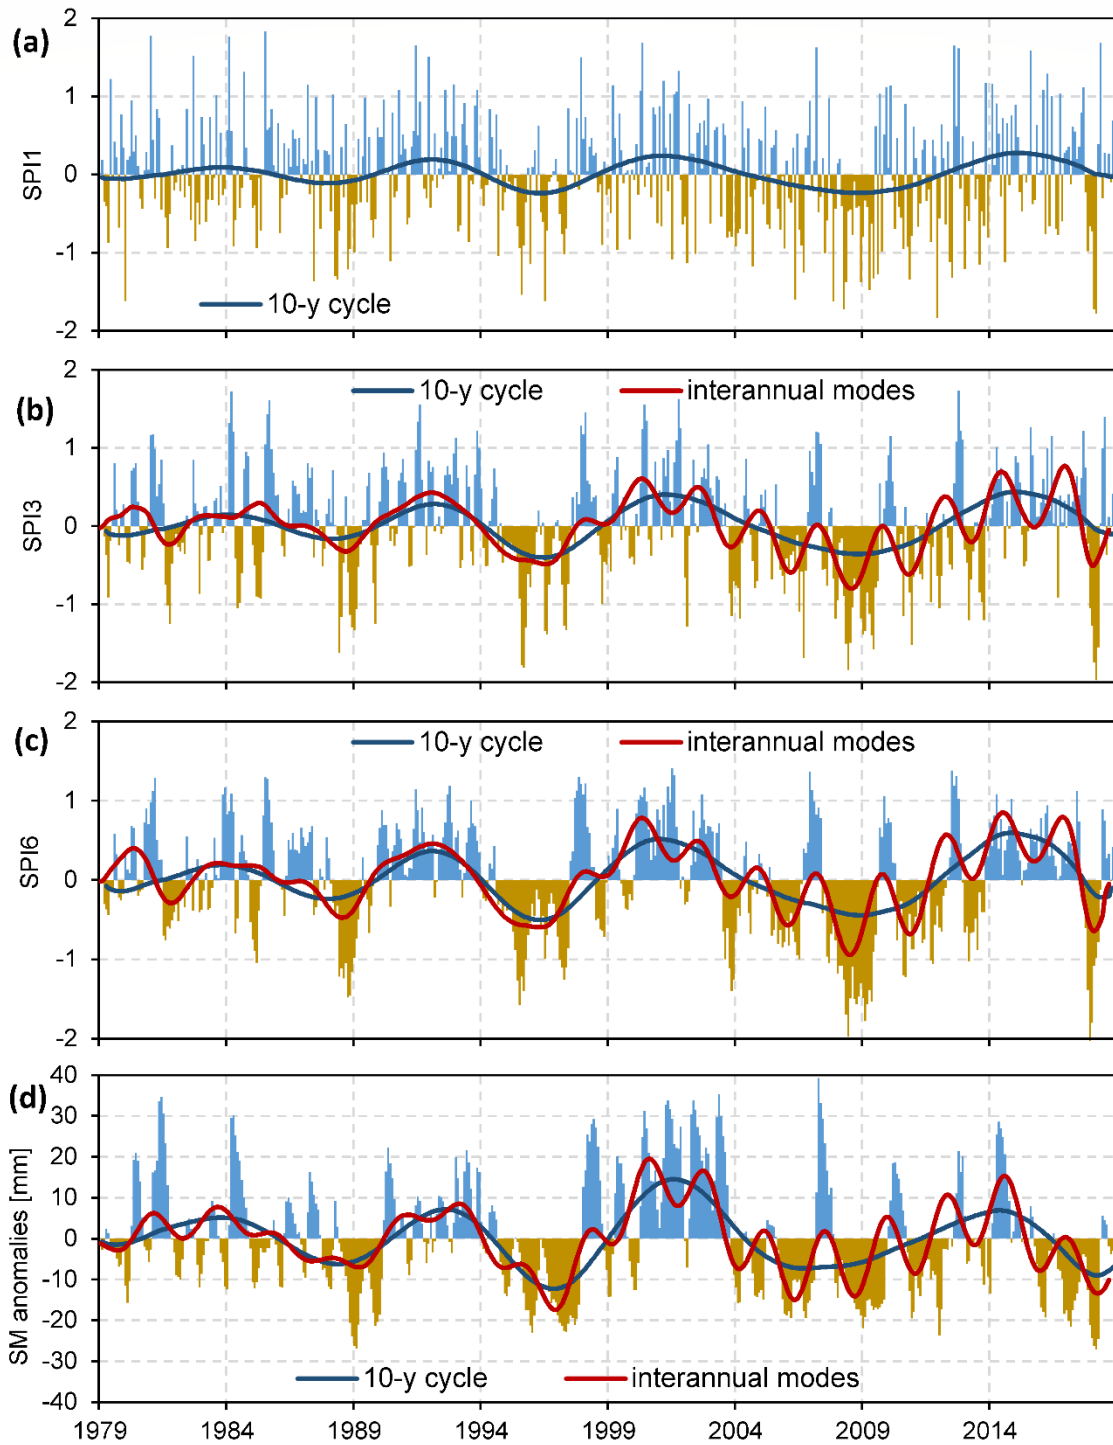 (a)
2
1
0
-1
-2
SPI1
10-y cycle
(b)
2
1
0
-1
-2
SPI3
10-y cycle interannual modes
(c)
2
1
0
-1
-2
SPI6
10-y cycle interannual modes
(d)
40
30
20
10
0
-10
-20
-30
-40
SM anomalies [mm]
10-y cycle interannual modes
1979 1984 1989 1994 1999 2004 2009 2014